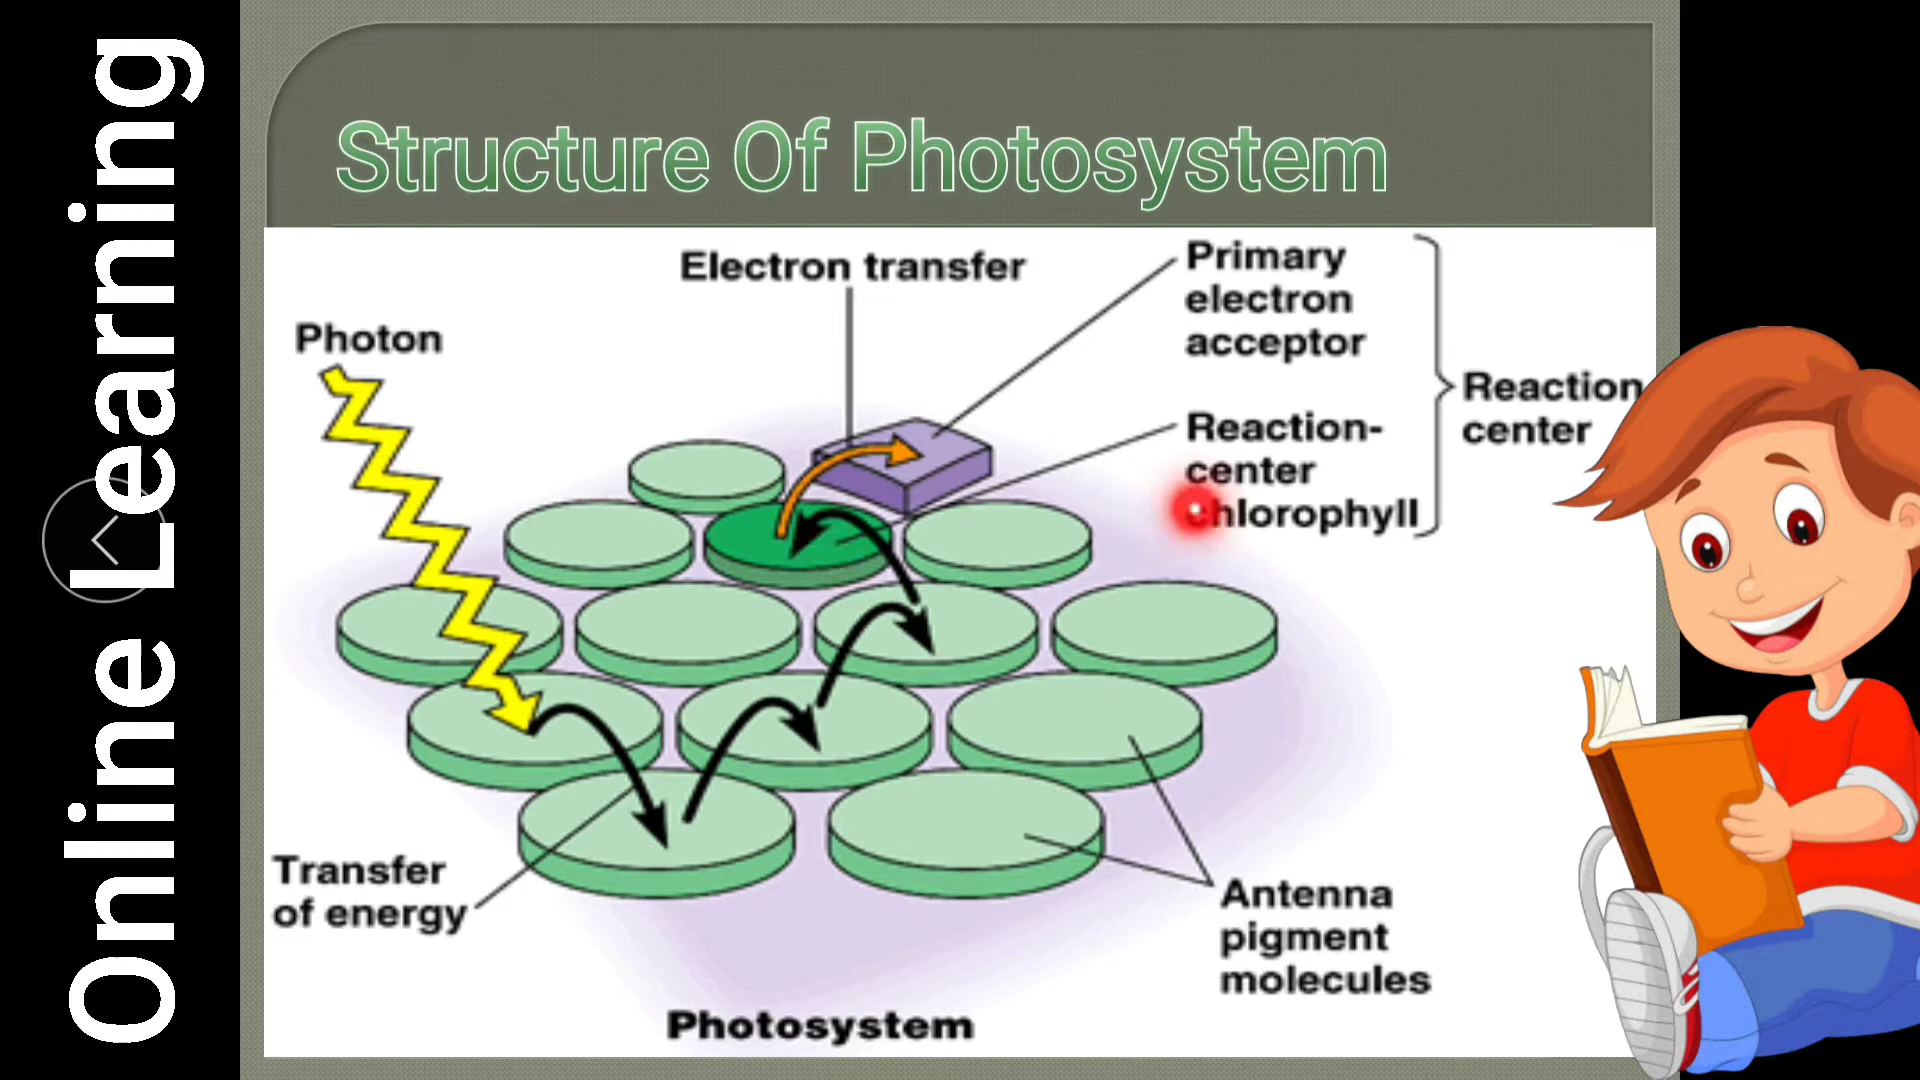 Online Learning
Structure Of Photosystem
Electron transfer
Photon
Primary
electron
acceptor
Reaction-
center
chlorophyll
Reaction
center
Transfer
of energy
Antenna
pigment
molecules
Photosystem